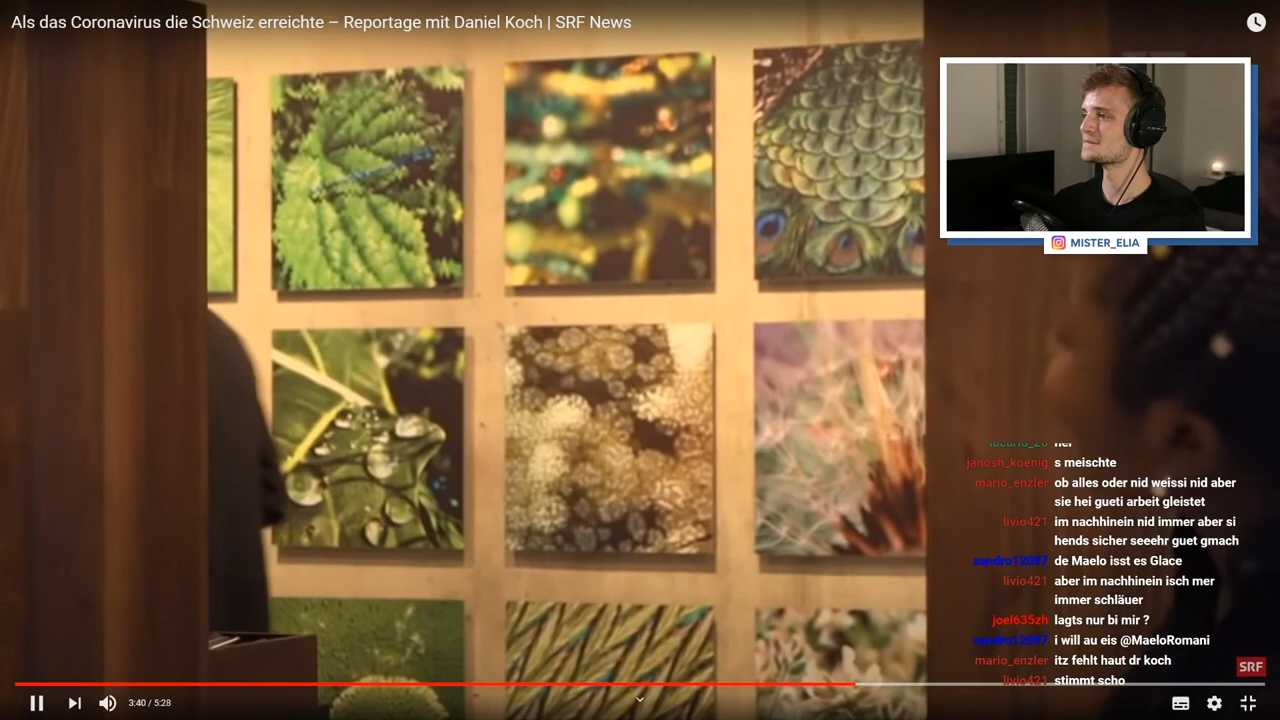 Als das Coronavirus die Schweiz erreichte – Reportage mit Daniel Koch | SRF News
MISTER_ELIA
janosh_koenig s meischte
mario_enzler ob alles oder nid weissi nid aber
sie hei gueti arbeit gleistet
livio421 im nachhinein nid immer aber si
hends sicher seeehr guet gmach
sandro12097 de Maelo isst es Glace
livio421 aber im nachhinein isch mer
immer schläuer
joel635zh lagts nur bi mir ?
sandro12097 i will au eis @MaeloRomani
mario_enzler itz fehlt haut dr koch
livio421 stimmt scho
SRF
3:40 / 5:28